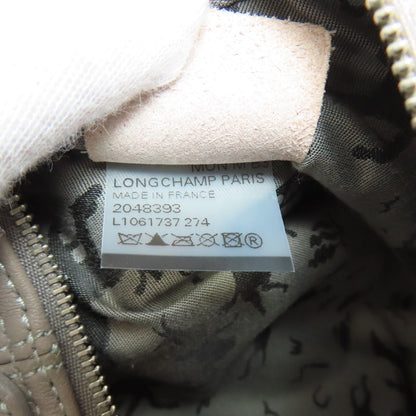 LONGCHAMP PARIS
MADE IN FRANCE
2048393
L1061737 274